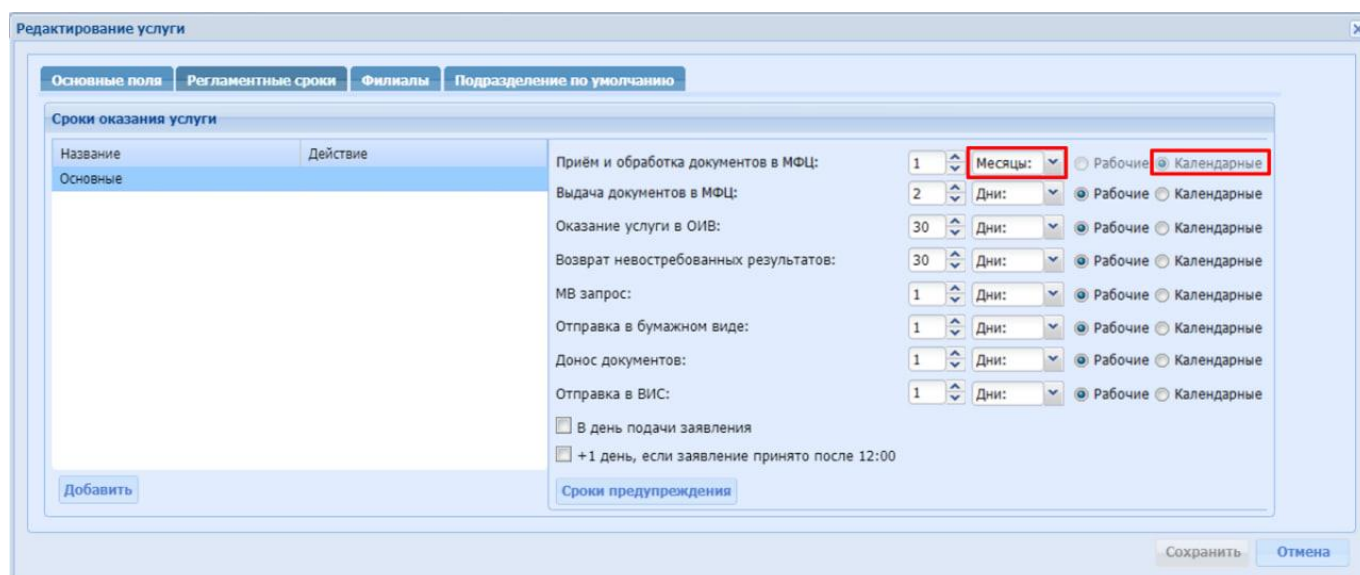 Редактирование услуги
Основные поля Регламентные сроки Филиалы Подразделение по умолчанию
Сроки оказания услуги
Название Действие
Основные
Приём и обработка документов в МФЦ: 1 Месяцы: Рабочие Календарные
Выдача документов в МФЦ: 2 Дни: Рабочие Календарные
Оказание услуги в ОИВ: 30 Дни: Рабочие Календарные
Возврат невостребованных результатов: 30 Дни: Рабочие Календарные
МВ запрос: 1 Дни: Рабочие Календарные
Отправка в бумажном виде: 1 Дни: Рабочие Календарные
Донос документов: 1 Дни: Рабочие Календарные
Отправка в ВИС: 1 Дни: Рабочие Календарные
В день подачи заявления
+1 день, если заявление принято после 12:00
Добавить Сроки предупреждения
Сохранить Отмена